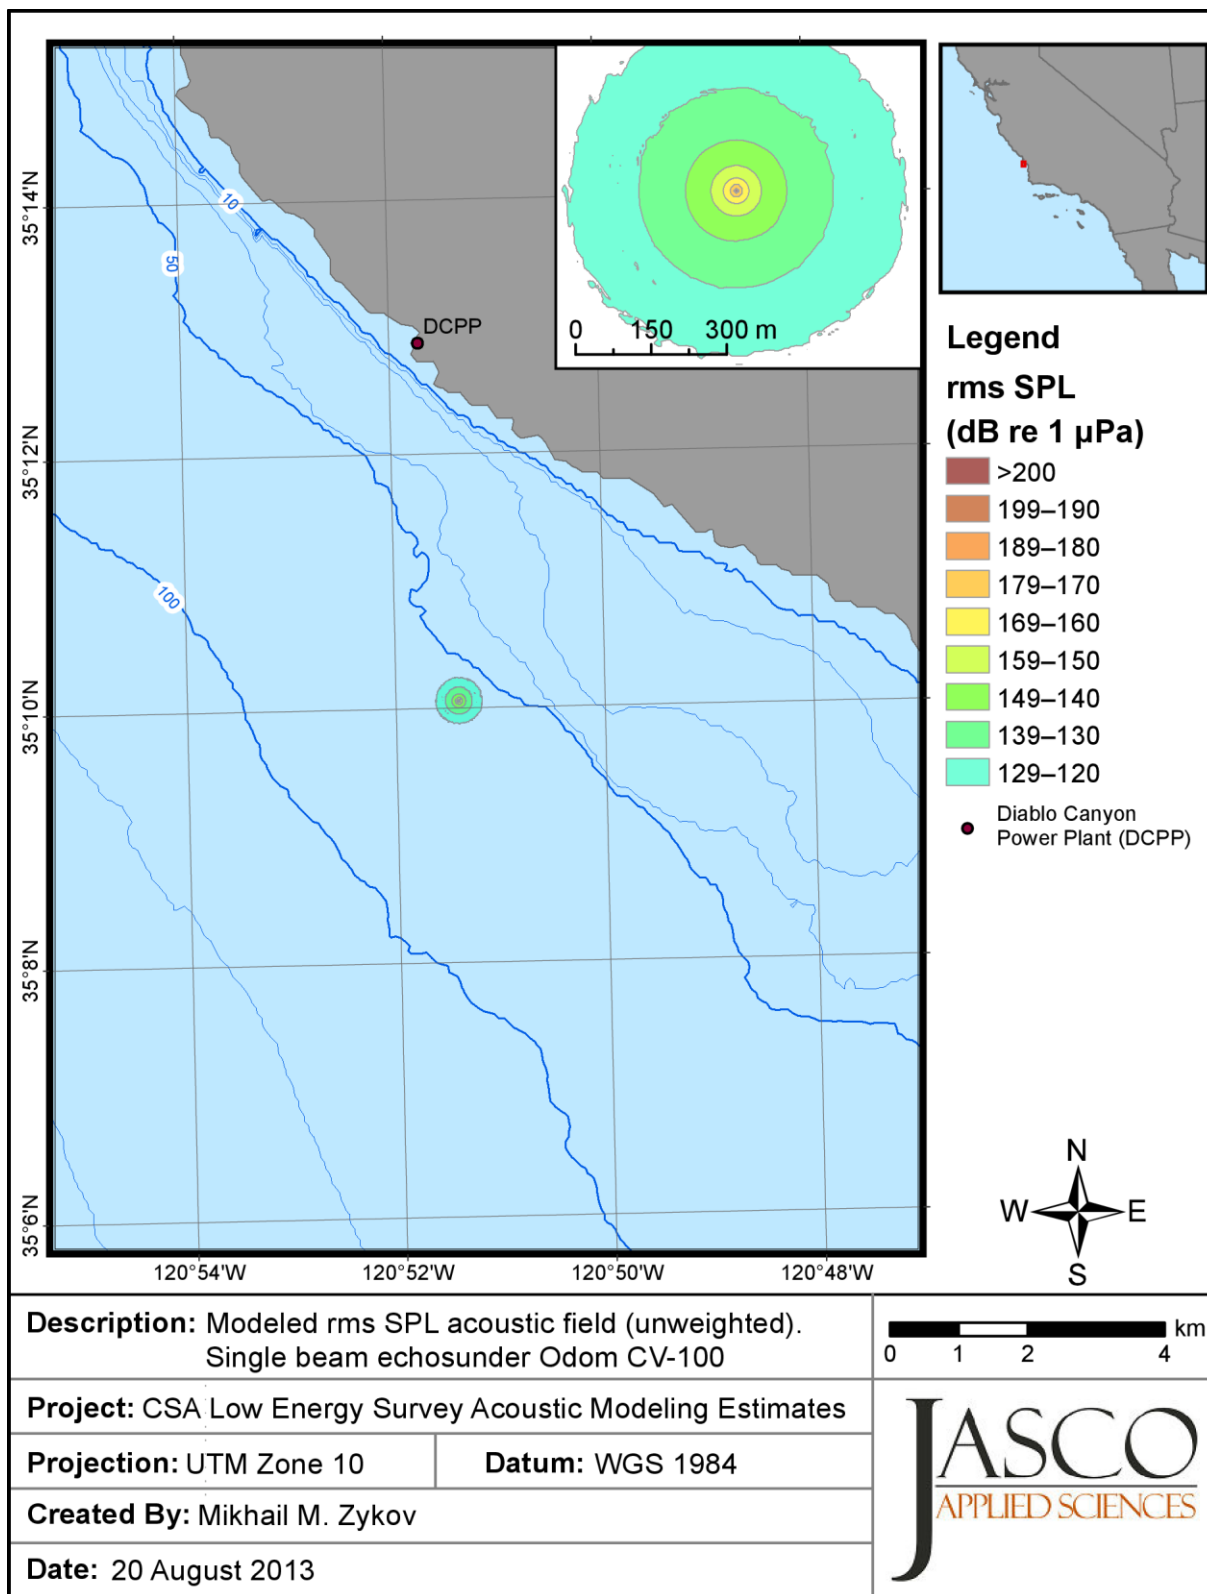 35°14'N
35°12'N
35°10'N
35°8'N
35°6'N
120°54'W
120°52'W
120°50'W
120°48'W
10
50
100
DCPP
0 150 300 m
Legend
rms SPL
(dB re 1 µPa)
>200
199–190
189–180
179–170
169–160
159–150
149–140
139–130
129–120
Diablo Canyon
Power Plant (DCPP)
N
W E
S
Description: Modeled rms SPL acoustic field (unweighted).
Single beam echosunder Odom CV-100
km
0 1 2 4
Project: CSA Low Energy Survey Acoustic Modeling Estimates
Projection: UTM Zone 10 Datum: WGS 1984
Created By: Mikhail M. Zykov
Date: 20 August 2013
JASCO
APPLIED SCIENCES